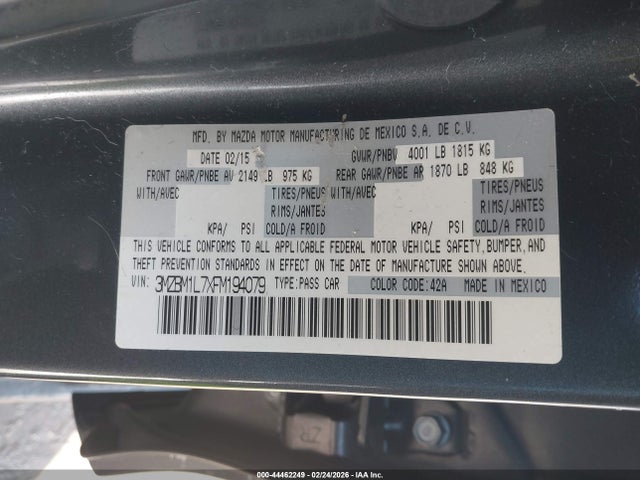 MFD. BY MAZDA MOTOR MANUFACTURING DE MEXICO S.A. DE C.V.
DATE 02/15 GVWR/PNBV 4001 LB 1815 KG
FRONT GAWR/PNBE AV 2149 LB 975 KG REAR GAWR/PNBE AR 1870 LB 848 KG
WITH/AVEC TIRES/PNEUS WITH/AVEC TIRES/PNEUS
RIMS/JANTES RIMS/JANTES
KPA/ PSI COLD/A FROID KPA/ PSI COLD/A FROID
THIS VEHICLE CONFORMS TO ALL APPLICABLE FEDERAL MOTOR VEHICLE SAFETY, BUMPER, AND
THEFT PREVENTION STANDARDS IN EFFECT ON THE DATE OF MANUFACTURE SHOWN ABOVE.
VIN: 3MZBM1L7XFM194079 TYPE:PASS CAR COLOR CODE:42A MADE IN MEXICO
ZTR
000-44462249 - 02/24/2026 - IAA Inc.